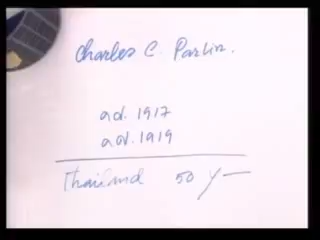 Charles C. Parlin.
ad. 1917
ad. 1919
Thailand 50 y